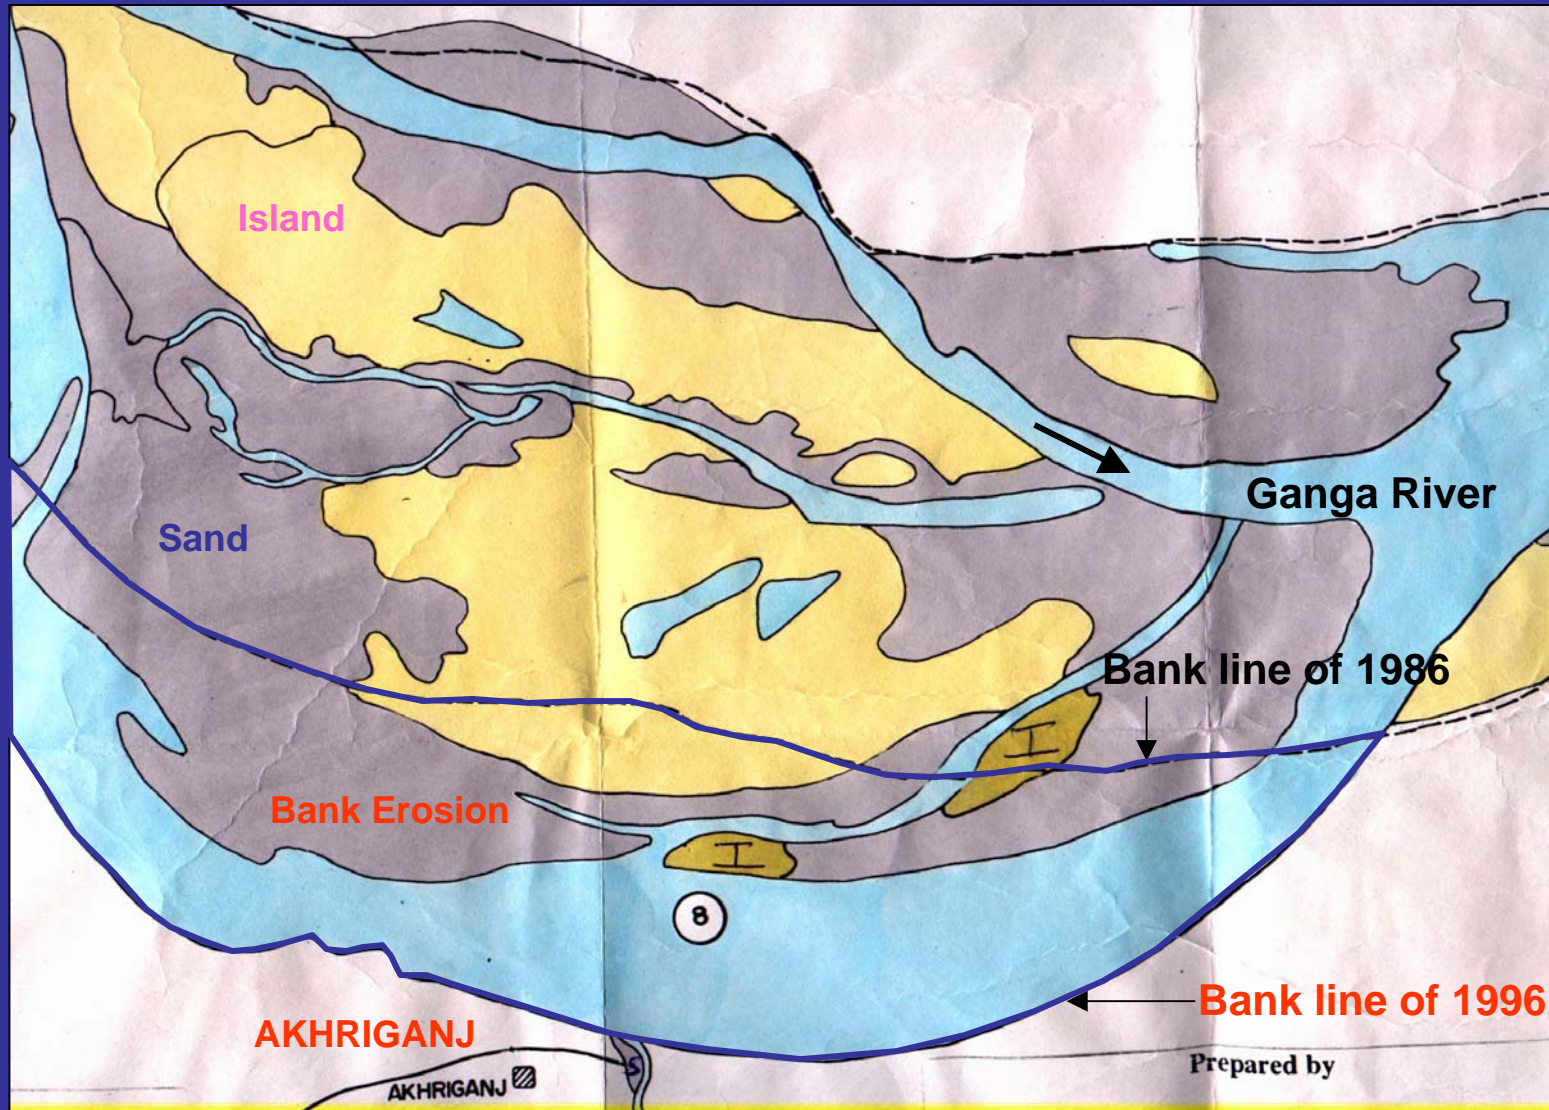 Island
Ganga River
Sand
Bank line of 1986
I
Bank Erosion
I
8
Bank line of 1996
AKHRIGANJ
Prepared by
S
AKHRIGANJ